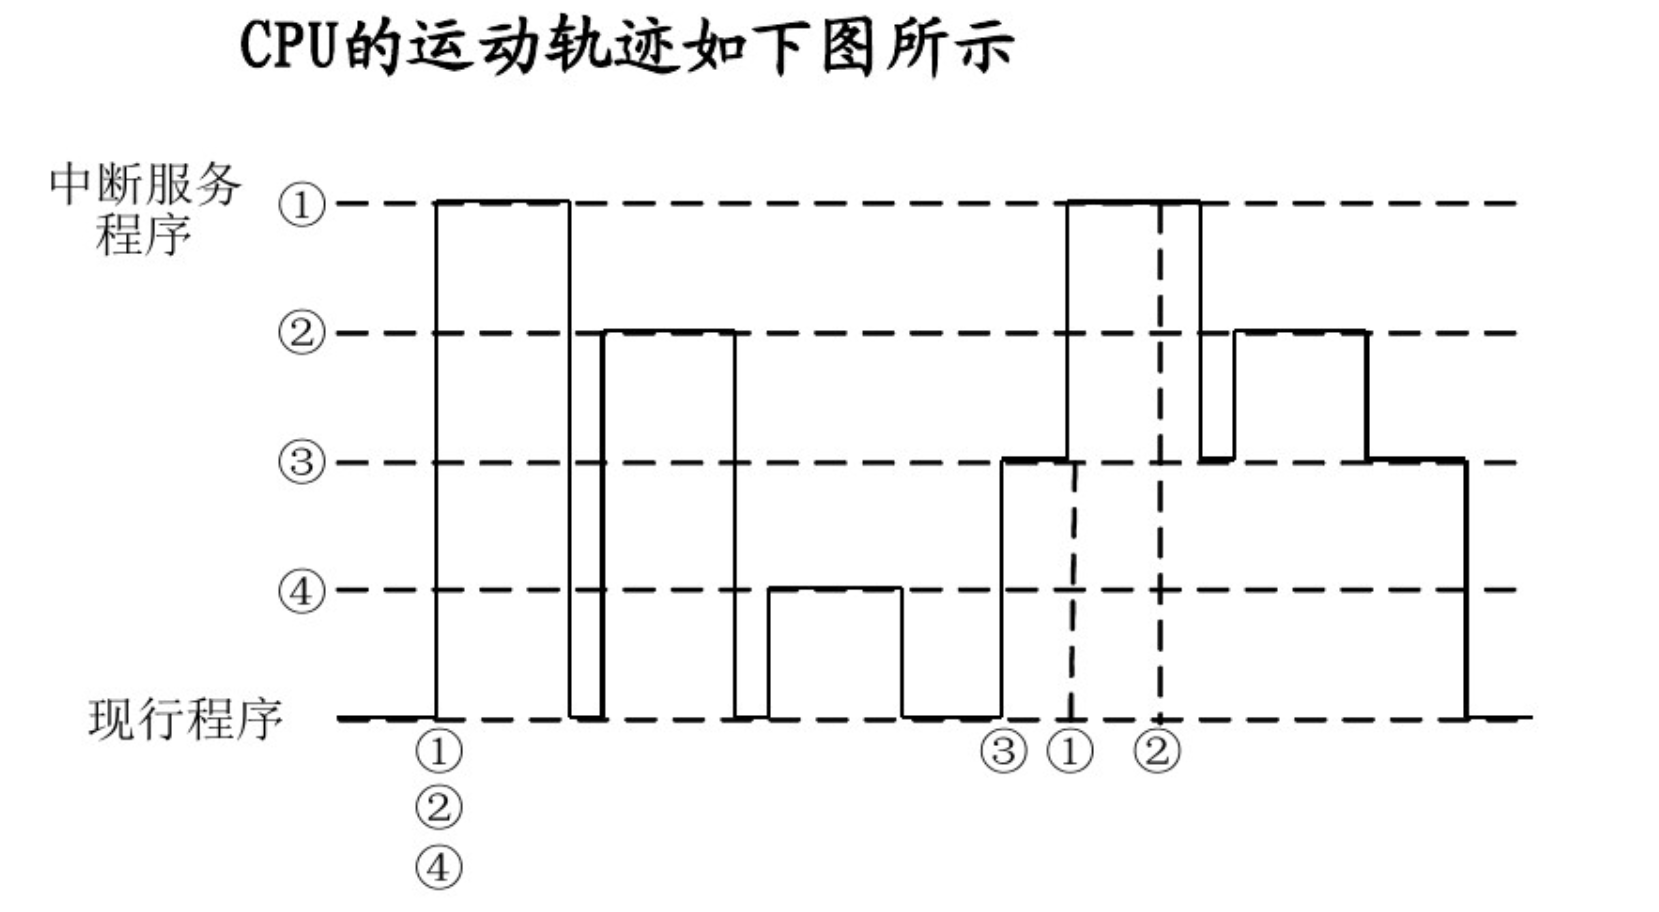 CPU的运动轨迹如下图所示
中断服务
程序
①
②
③
④
现行程序
① ③ ① ②
②
④